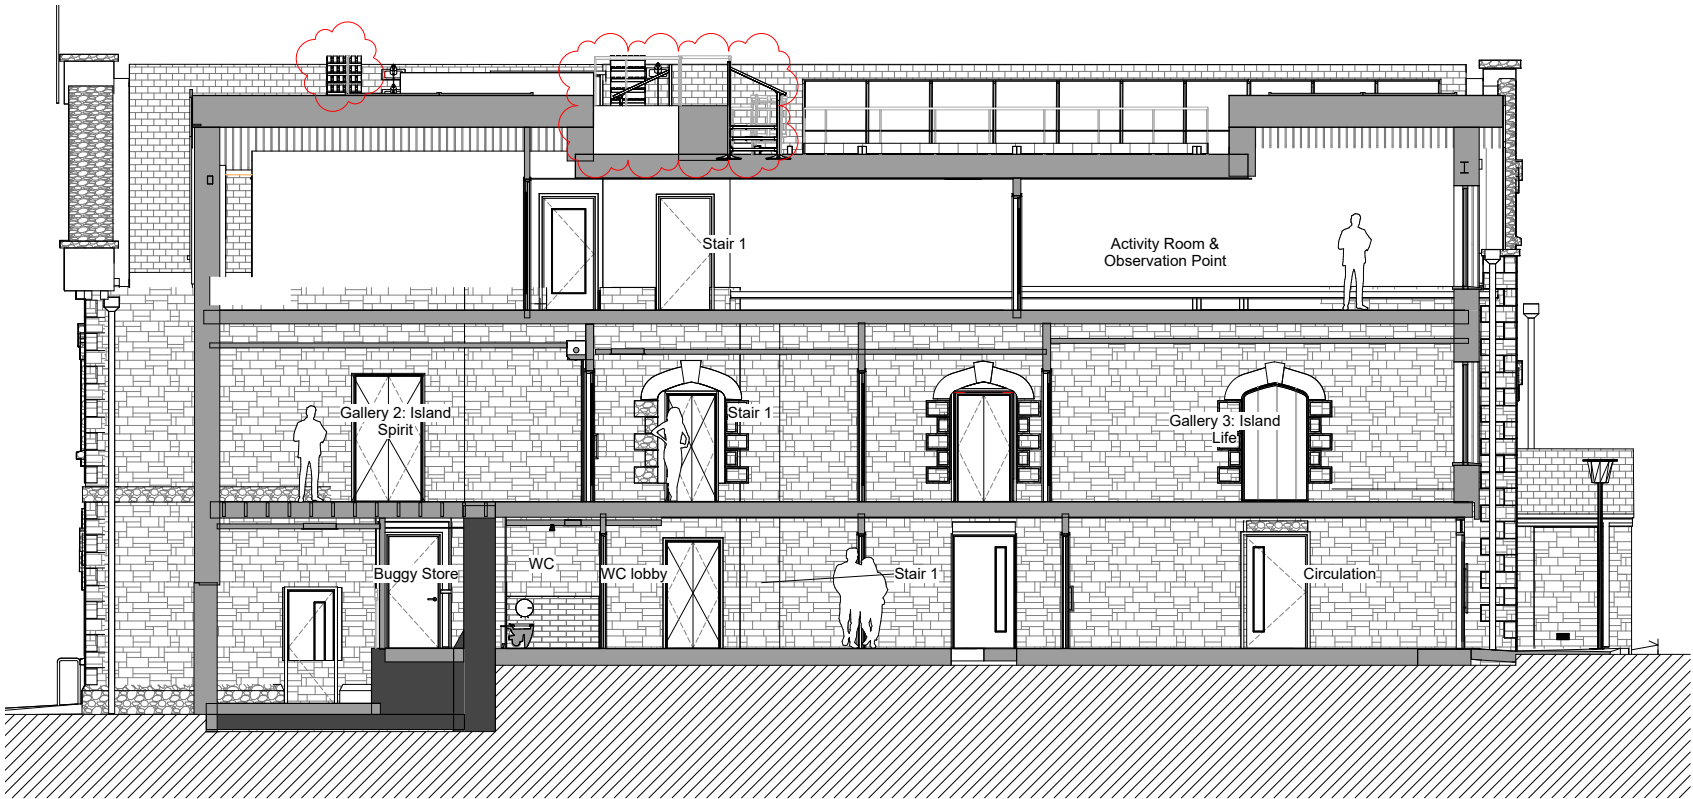 Stair 1
Activity Room &
Observation Point
Gallery 2: Island
Spirit
Stair 1
Gallery 3: Island
Life
Buggy Store
WC
WC lobby
Stair 1
Circulation